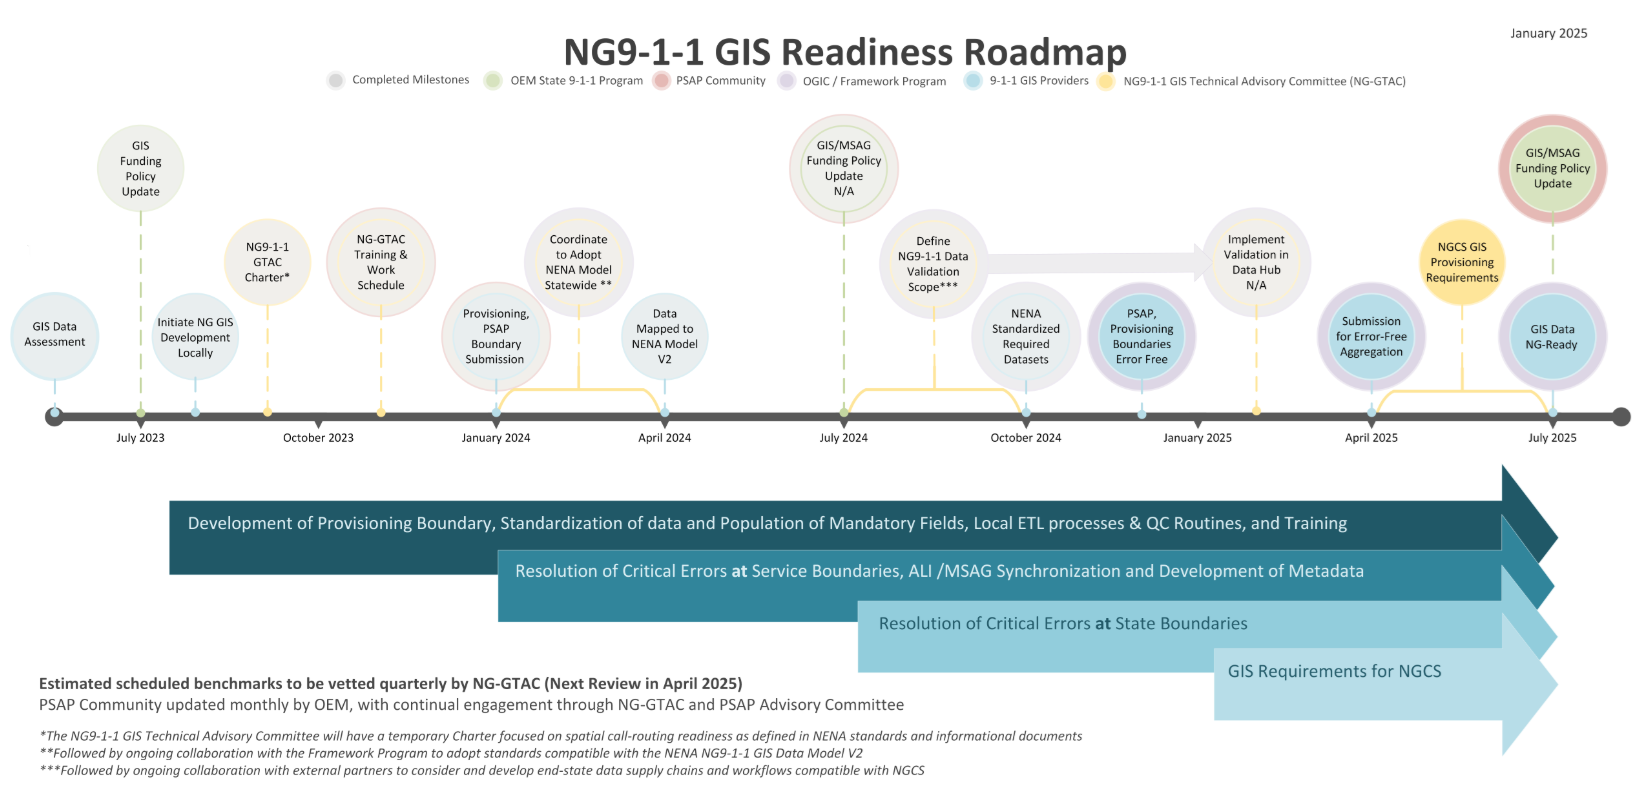 January 2025
NG9-1-1 GIS Readiness Roadmap
Completed Milestones
OEM State 9-1-1 Program
PSAP Community
OGIC / Framework Program
9-1-1 GIS Providers
NG9-1-1 GIS Technical Advisory Committee (NG-GTAC)
GIS Data
Assessment
GIS
Funding
Policy
Update
Initiate NG GIS
Development
Locally
NG9-1-1
GTAC
Charter*
NG-GTAC
Training &
Work
Schedule
Provisioning,
PSAP
Boundary
Submission
Coordinate
to Adopt
NENA Model
Statewide **
Data
Mapped to
NENA Model
V2
GIS/MSAG
Funding Policy
Update
N/A
Define
NG9-1-1 Data
Validation
Scope***
NENA
Standardized
Required
Datasets
PSAP,
Provisioning
Boundaries
Error Free
Implement
Validation in
Data Hub
N/A
Submission
for Error-Free
Aggregation
NGCS GIS
Provisioning
Requirements
GIS/MSAG
Funding Policy
Update
GIS Data
NG-Ready
July 2023
October 2023
January 2024
April 2024
July 2024
October 2024
January 2025
April 2025
July 2025
Development of Provisioning Boundary, Standardization of data and Population of Mandatory Fields, Local ETL processes & QC Routines, and Training
Resolution of Critical Errors at Service Boundaries, ALI /MSAG Synchronization and Development of Metadata
Resolution of Critical Errors at State Boundaries
GIS Requirements for NGCS
Estimated scheduled benchmarks to be vetted quarterly by NG-GTAC (Next Review in April 2025)
PSAP Community updated monthly by OEM, with continual engagement through NG-GTAC and PSAP Advisory Committee
*The NG9-1-1 GIS Technical Advisory Committee will have a temporary Charter focused on spatial call-routing readiness as defined in NENA standards and informational documents
**Followed by ongoing collaboration with the Framework Program to adopt standards compatible with the NENA NG9-1-1 GIS Data Model V2
***Followed by ongoing collaboration with external partners to consider and develop end-state data supply chains and workflows compatible with NGCS